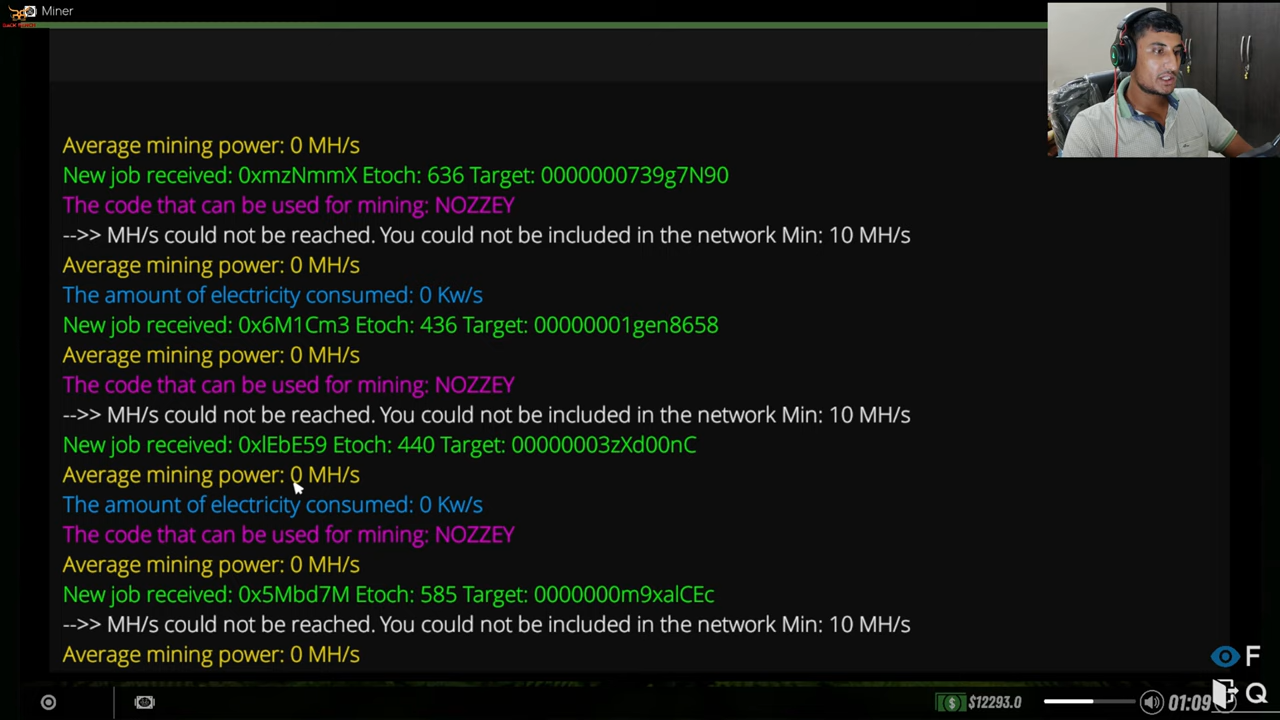 Miner
Average mining power: 0 MH/s
New job received: 0xmzNmmX Etoch: 636 Target: 0000000739g7N90
The code that can be used for mining: NOZZEY
-->> MH/s could not be reached. You could not be included in the network Min: 10 MH/s
Average mining power: 0 MH/s
The amount of electricity consumed: 0 Kw/s
New job received: 0x6M1Cm3 Etoch: 436 Target: 00000001gen8658
Average mining power: 0 MH/s
The code that can be used for mining: NOZZEY
-->> MH/s could not be reached. You could not be included in the network Min: 10 MH/s
New job received: 0xlEbE59 Etoch: 440 Target: 00000003zXd00nC
Average mining power: 0 MH/s
The amount of electricity consumed: 0 Kw/s
The code that can be used for mining: NOZZEY
Average mining power: 0 MH/s
New job received: 0x5Mbd7M Etoch: 585 Target: 0000000m9xalCEc
-->> MH/s could not be reached. You could not be included in the network Min: 10 MH/s
Average mining power: 0 MH/s
F
$12293.0
01:09
Q